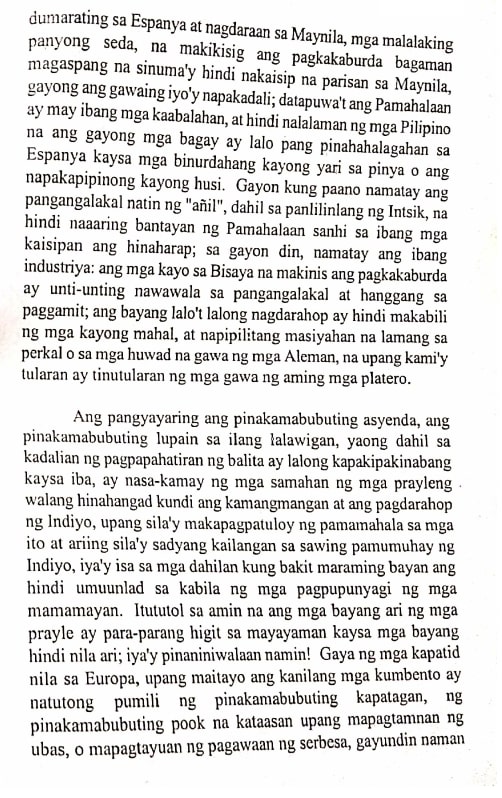 dumarating sa Espanya at nagdaraan sa Maynila, mga malalaking
panyong seda, na makikisig ang pagkakaburda bagaman
magaspang na sinuma'y hindi nakaisip na parisan sa Maynila,
gayong ang gawaing iyo'y napakadali; datapuwa't ang Pamahalaan
ay may ibang mga kaabalahan, at hindi nalalaman ng mga Pilipino
na ang gayong mga bagay ay lalo pang pinahahalagahan sa
Espanya kaysa mga binurdahang kayong yari sa pinya o ang
napakapipinong kayong husi. Gayon kung paano namatay ang
pangangalakal natin ng "añil", dahil sa panlilinlang ng Intsik, na
hindi naaaring bantayan ng Pamahalaan sanhi sa ibang mga
kaisipan ang hinaharap; sa gayon din, namatay ang ibang
industriya: ang mga kayo sa Bisaya na makinis ang pagkakaburda
ay unti-unting nawawala sa pangangalakal at hanggang sa
paggamit; ang bayang lalo't lalong nagdarahop ay hindi makabili
ng mga kayong mahal, at napipilitang masiyahan na lamang sa
perkal o sa mga huwad na gawa ng mga Aleman, na upang kami'y
tularan ay tinutularan ng mga gawa ng aming mga platero.

Ang pangyayaring ang pinakamabubuting asyenda, ang
pinakamabubuting lupain sa ilang lalawigan, yaong dahil sa
kadalian ng pagpapahatiran ng balita ay lalong kapakipakinabang
kaysa iba, ay nasa-kamay ng mga samahan ng mga prayleng
walang hinahangad kundi ang kamangmangan at ang pagdarahop
ng Indiyo, upang sila'y makapagpatuloy ng pamamahala sa mga
ito at ariing sila'y sadyang kailangan sa sawing pamumuhay ng
Indiyo, iya'y isa sa mga dahilan kung bakit maraming bayan ang
hindi umuunlad sa kabila ng mga pagpupunyagi ng mga
mamamayan. Itututol sa amin na ang mga bayang ari ng mga
prayle ay para-parang higit sa mayayaman kaysa mga bayang
hindi nila ari; iya'y pinaniniwalaan namin! Gaya ng mga kapatid
nila sa Europa, upang maitayo ang kanilang mga kumbento ay
natutong pumili ng pinakamabubuting kapatagan, ng
pinakamabubuting pook na kataasan upang mapagtamnan ng
ubas, o mapagtayuan ng pagawaan ng serbesa, gayundin naman